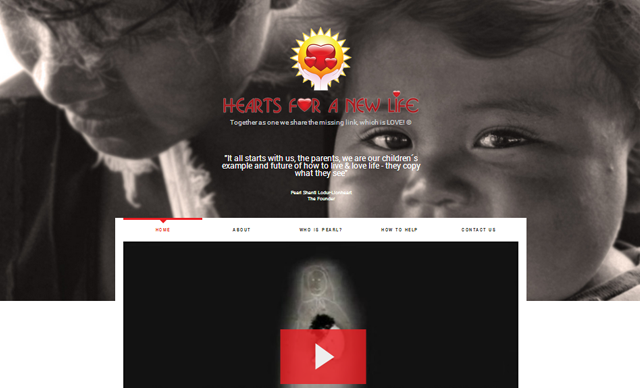 HEARTS FOR A NEW LIFE
Together as one we share the missing link, which is LOVE! ®
"It all starts with us, the parents, we are our children´s
example and future of how to live & love life - they copy
what they see"
Pearl Shanti
The Founder
HOME ABOUT WHO IS PEARL? HOW TO HELP CONTACT US